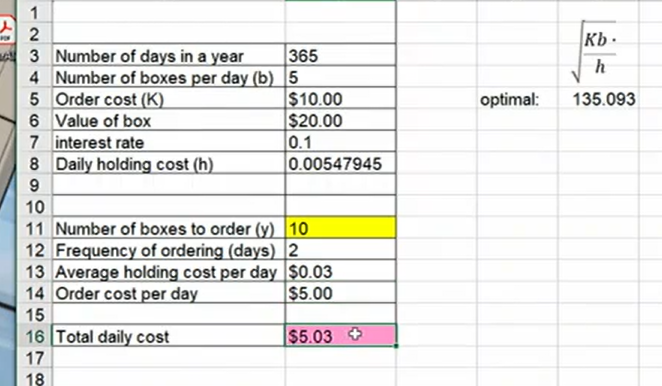 1
2
3 Number of days in a year 365
4 Number of boxes per day (b) 5
5 Order cost (K) $10.00
6 Value of box $20.00
7 interest rate 0.1
8 Daily holding cost (h) 0.00547945
9
10
11 Number of boxes to order (y) 10
12 Frequency of ordering (days) 2
13 Average holding cost per day $0.03
14 Order cost per day $5.00
15
16 Total daily cost $5.03
17
18
√(Kb·/h)
optimal: 135.093